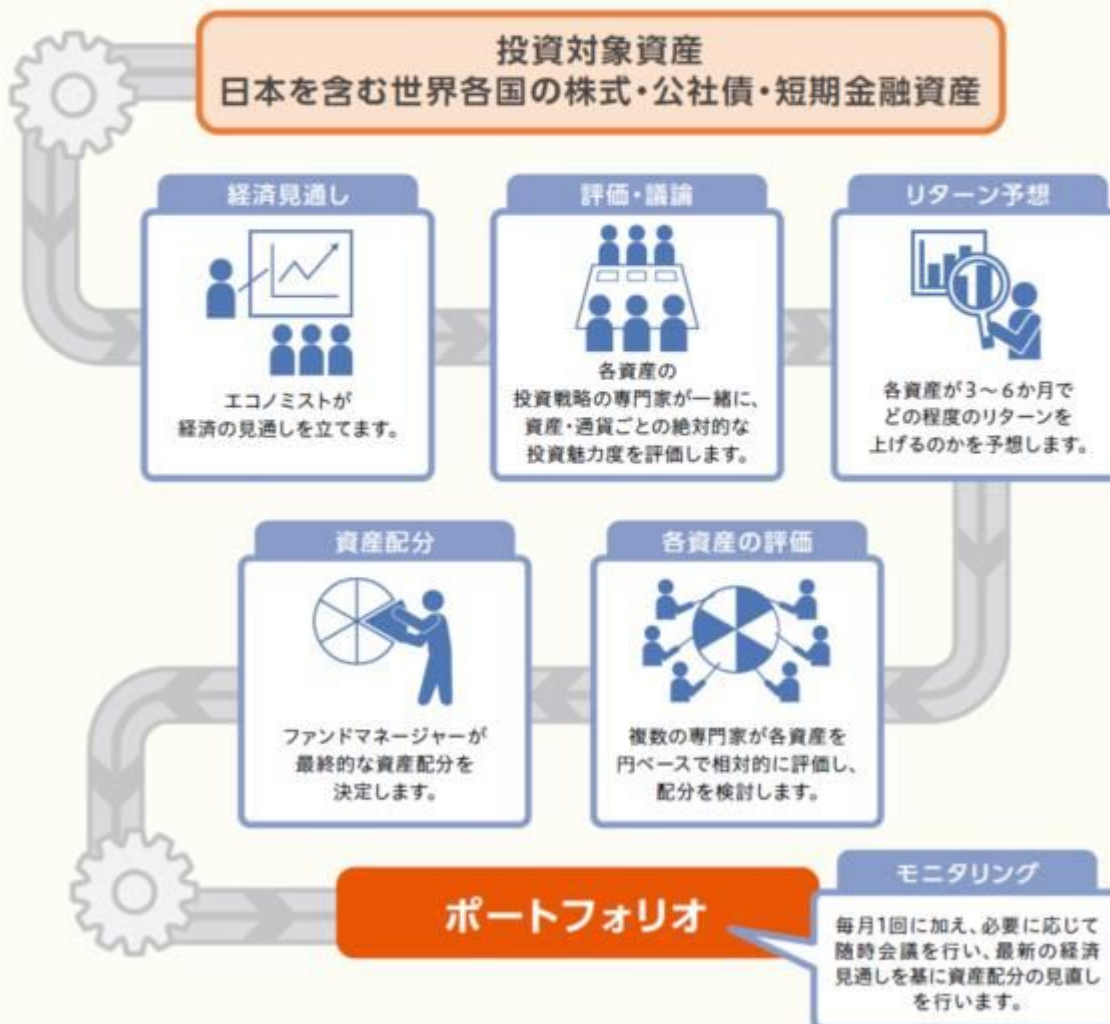 投資対象資産
日本を含む世界各国の株式・公社債・短期金融資産
経済見通し
エコノミストが
経済の見通しを立てます。
評価・議論
各資産の
投資戦略の専門家が一緒に、
資産・通貨ごとの絶対的な
投資魅力度を評価します。
リターン予想
各資産が3～6か月で
どの程度のリターンを
上げるのかを予想します。
各資産の評価
複数の専門家が各資産を
円ベースで相対的に評価し、
配分を検討します。
資産配分
ファンドマネージャーが
最終的な資産配分を
決定します。
ポートフォリオ
モニタリング
毎月1回に加え、必要に応じて
随時会議を行い、最新の経済
見通しを基に資産配分の見直し
を行います。